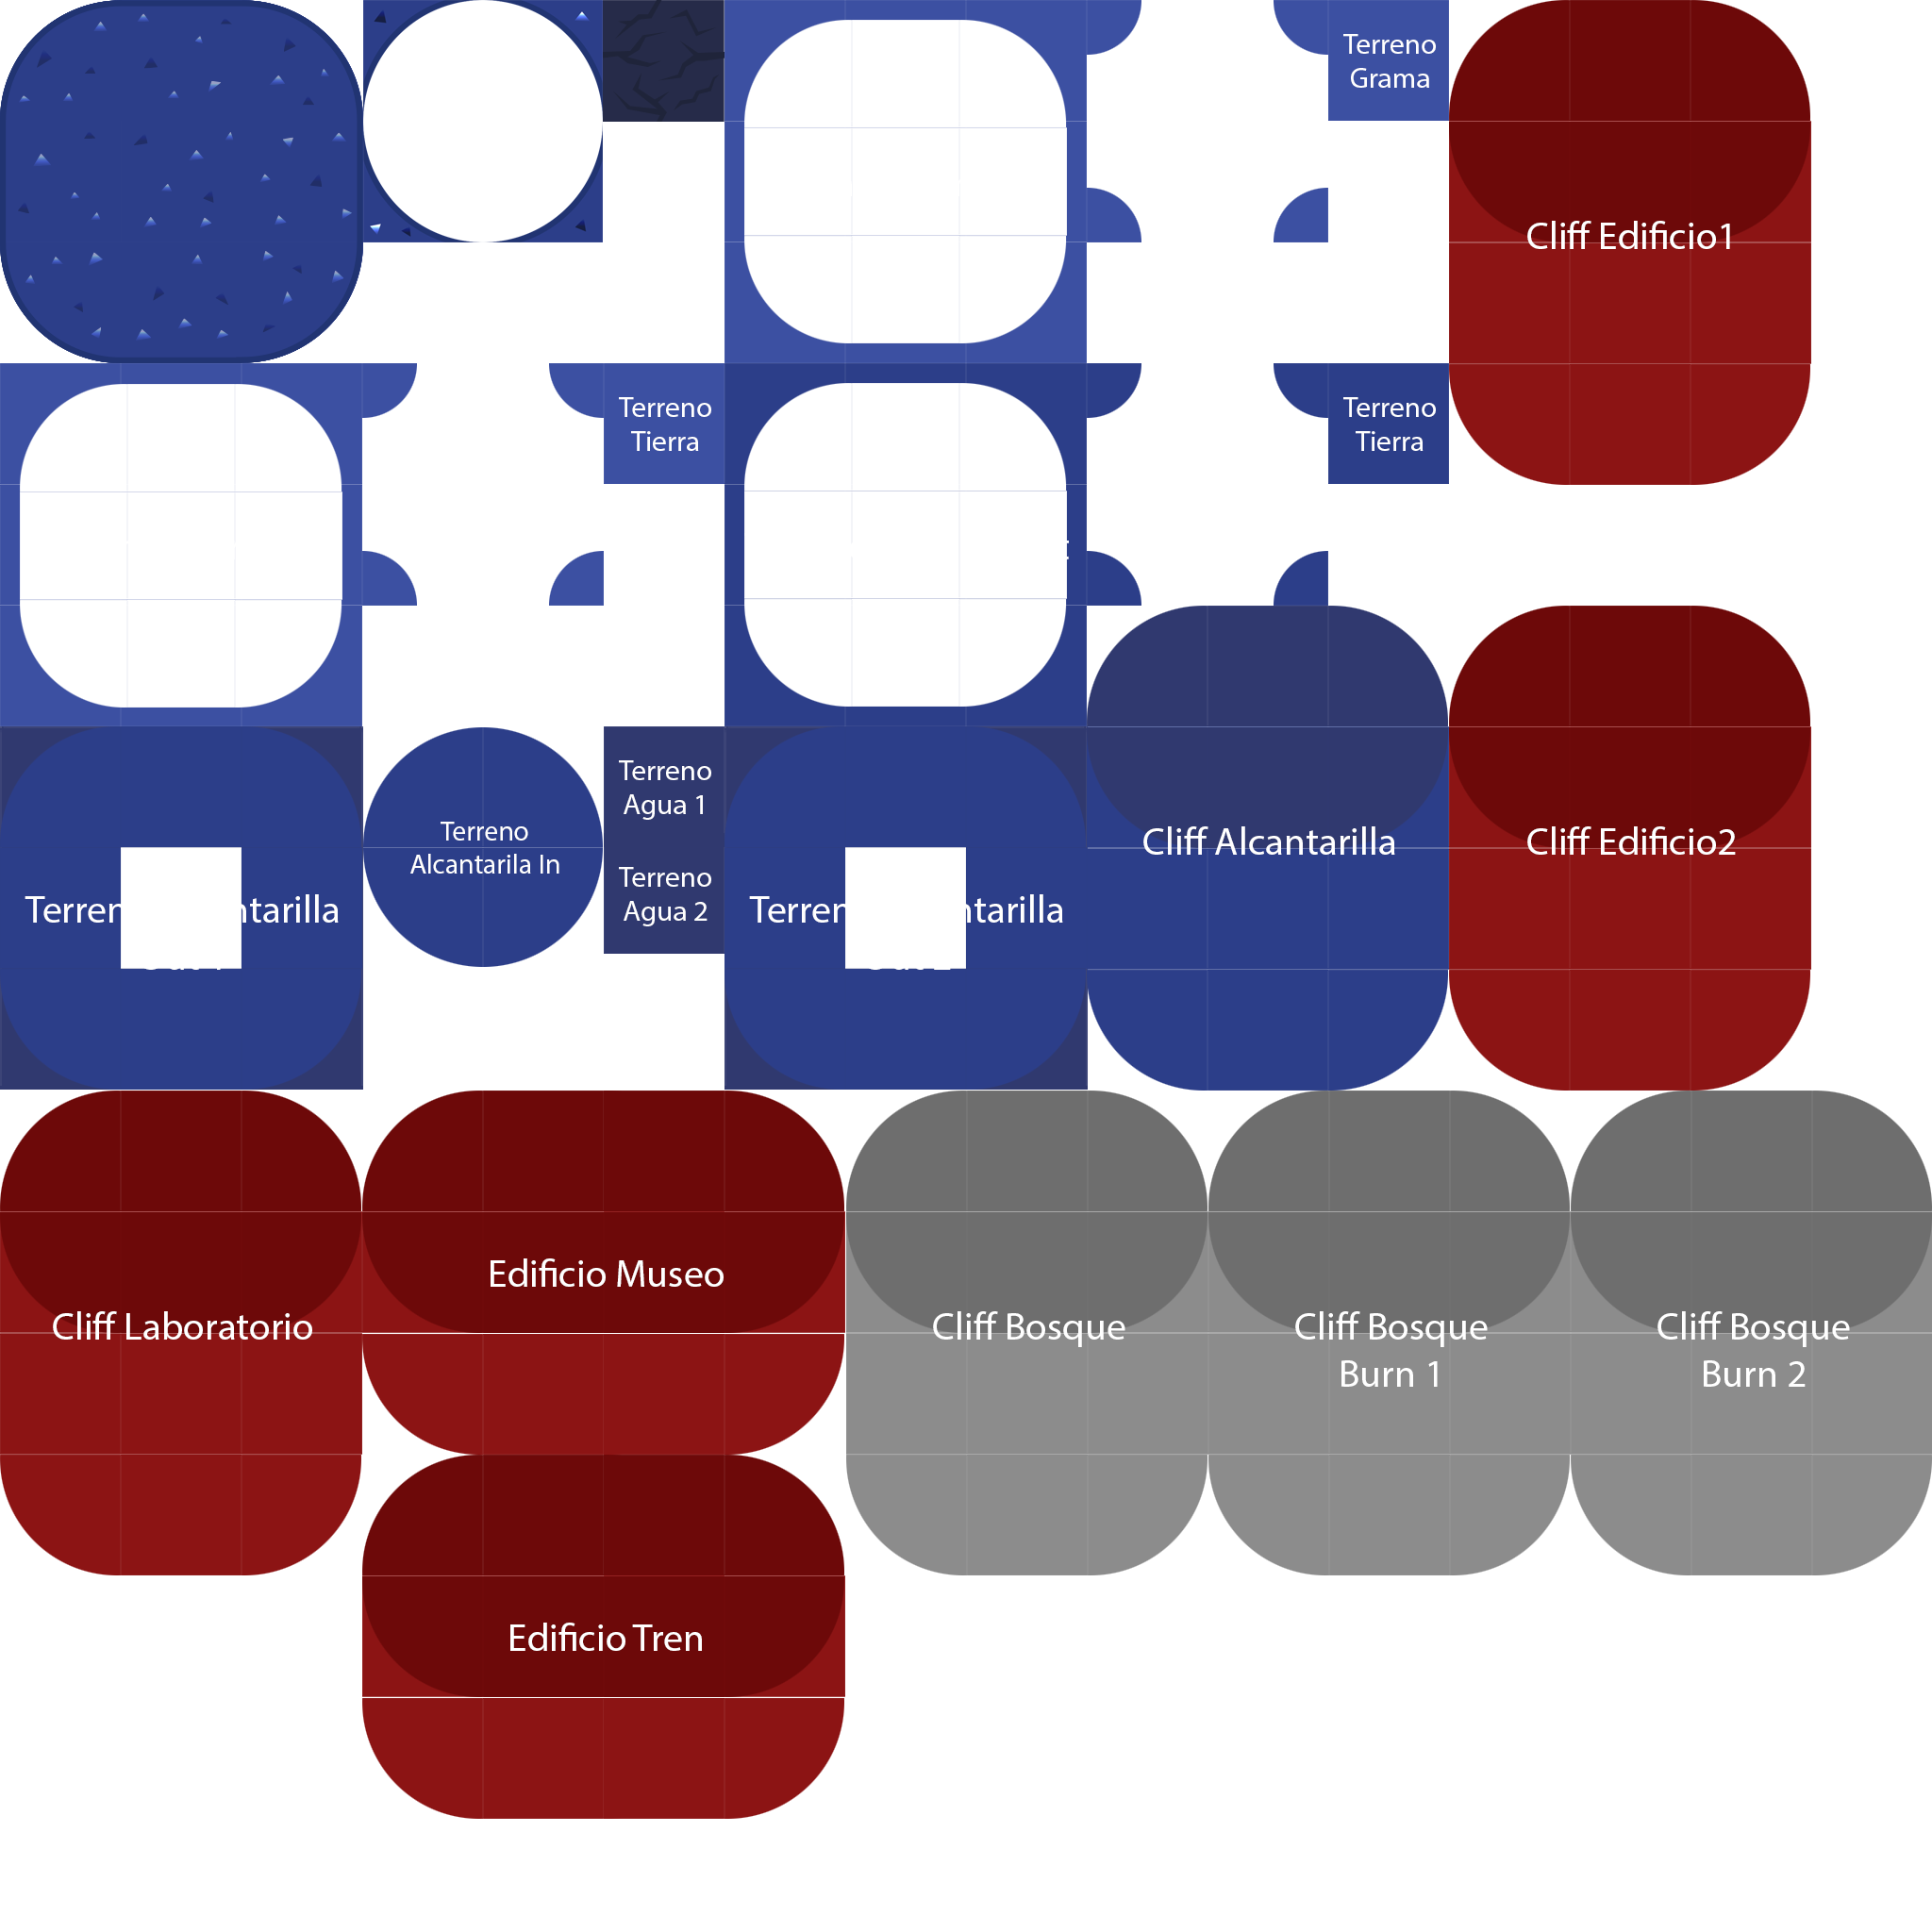 Terreno
Grama
Cliff Edificio1
Terreno
Tierra
Terreno
Tierra
Terreno
Agua 1
Terreno
Alcantarila In
Terreno
Agua 2
Cliff Alcantarilla
Cliff Edificio2
Cliff Laboratorio
Edificio Museo
Cliff Bosque
Cliff Bosque
Burn 1
Cliff Bosque
Burn 2
Edificio Tren